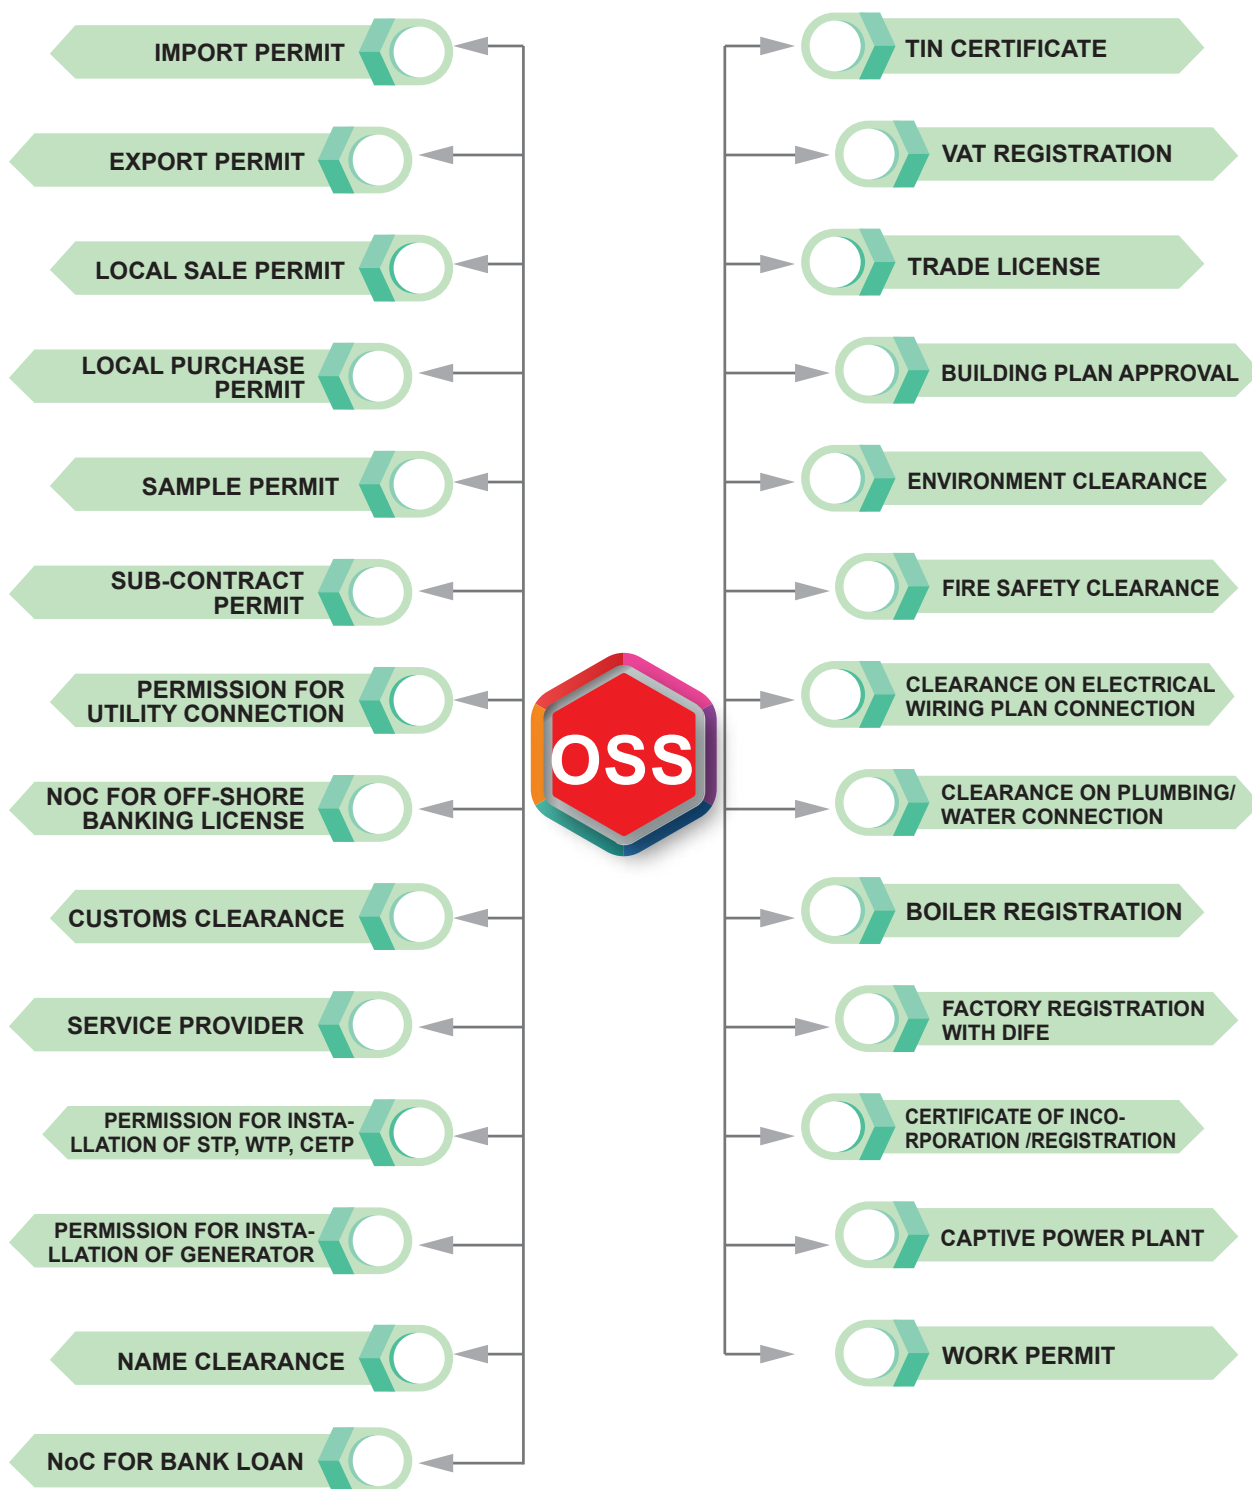 IMPORT PERMIT
EXPORT PERMIT
LOCAL SALE PERMIT
LOCAL PURCHASE
PERMIT
SAMPLE PERMIT
SUB-CONTRACT
PERMIT
PERMISSION FOR
UTILITY CONNECTION
NOC FOR OFF-SHORE
BANKING LICENSE
CUSTOMS CLEARANCE
SERVICE PROVIDER
PERMISSION FOR INSTA-
LLATION OF STP, WTP, CETP
PERMISSION FOR INSTA-
LLATION OF GENERATOR
NAME CLEARANCE
NoC FOR BANK LOAN
OSS
TIN CERTIFICATE
VAT REGISTRATION
TRADE LICENSE
BUILDING PLAN APPROVAL
ENVIRONMENT CLEARANCE
FIRE SAFETY CLEARANCE
CLEARANCE ON ELECTRICAL
WIRING PLAN CONNECTION
CLEARANCE ON PLUMBING/
WATER CONNECTION
BOILER REGISTRATION
FACTORY REGISTRATION
WITH DIFE
CERTIFICATE OF INCO-
RPORATION /REGISTRATION
CAPTIVE POWER PLANT
WORK PERMIT